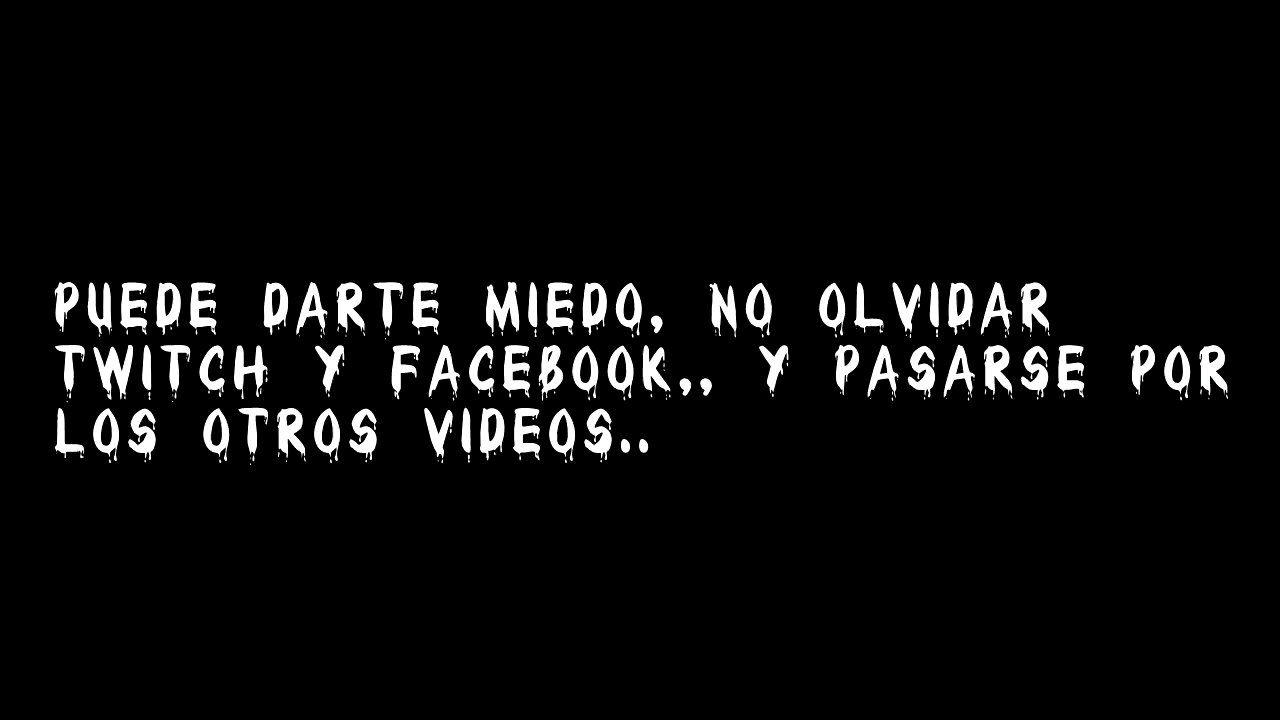 PUEDE DARTE MIEDO, NO OLVIDAR
TWITCH Y FACEBOOK,, Y PASARSE POR
LOS OTROS VIDEOS..